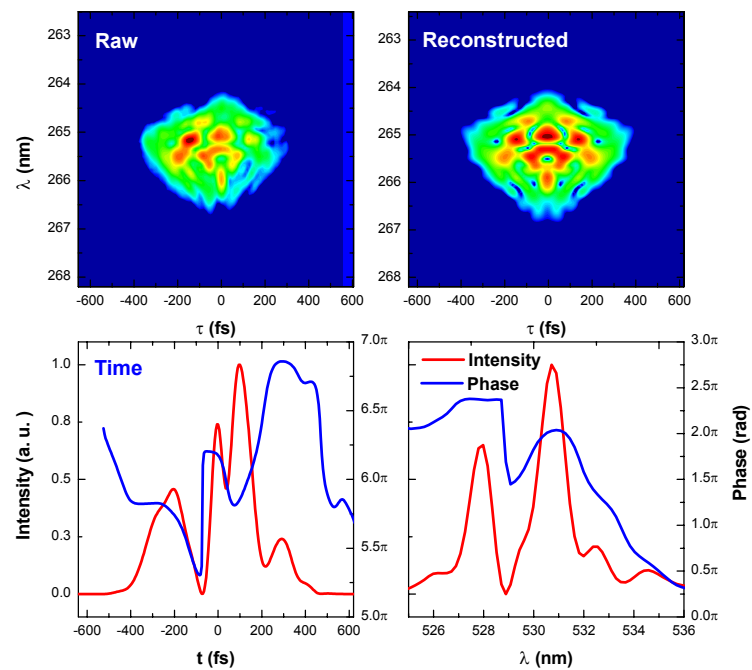 Raw
Reconstructed
263
264
265
266
267
268
λ (nm)
-600 -400 -200 0 200 400 600
τ (fs)
263
264
265
266
267
268
-600 -400 -200 0 200 400 600
τ (fs)
Time
Intensity (a. u. )
1.0
0.8
0.5
0.3
0.0
7.0π
6.5π
6.0π
5.5π
5.0π
-600 -400 -200 0 200 400 600
t (fs)
Intensity
Phase
3.0π
2.5π
2.0π
1.5π
1.0π
0.5π
0.0π
Phase (rad)
526 528 530 532 534 536
λ (nm)